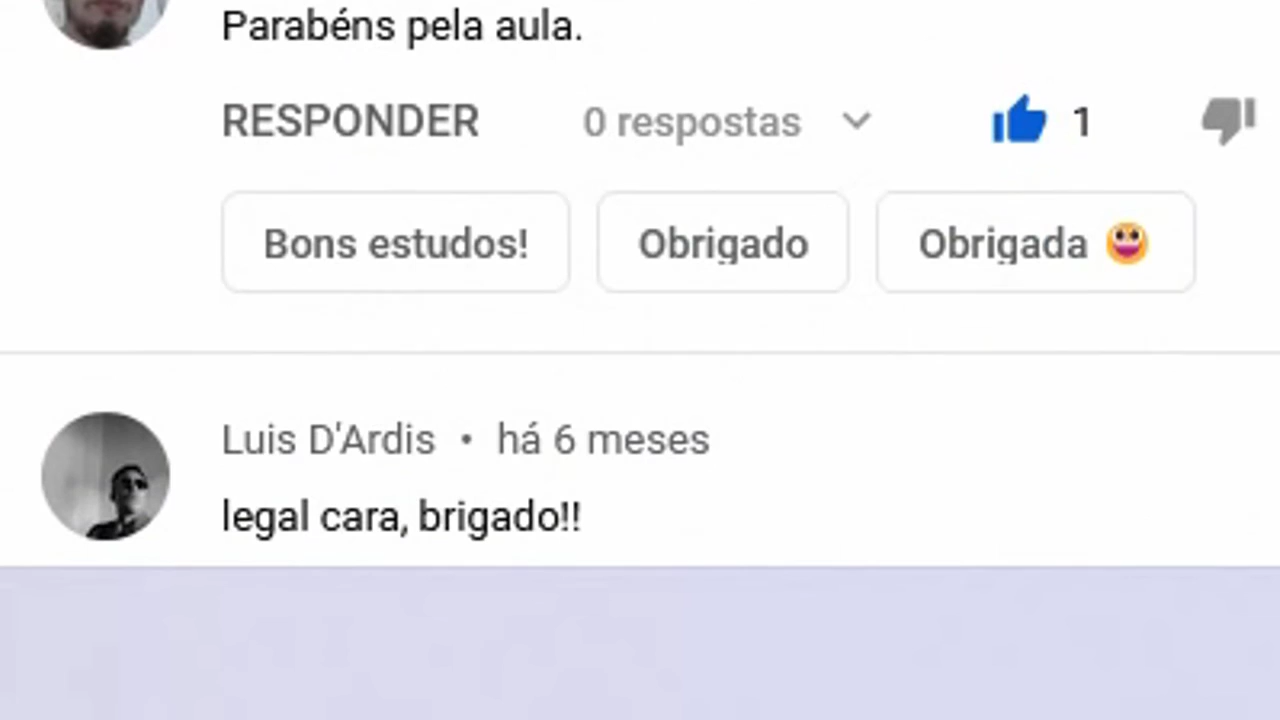 Parabéns pela aula.
RESPONDER 0 respostas 1
Bons estudos! Obrigado Obrigada 😀
Luis D'Ardis • há 6 meses
legal cara, brigado!!